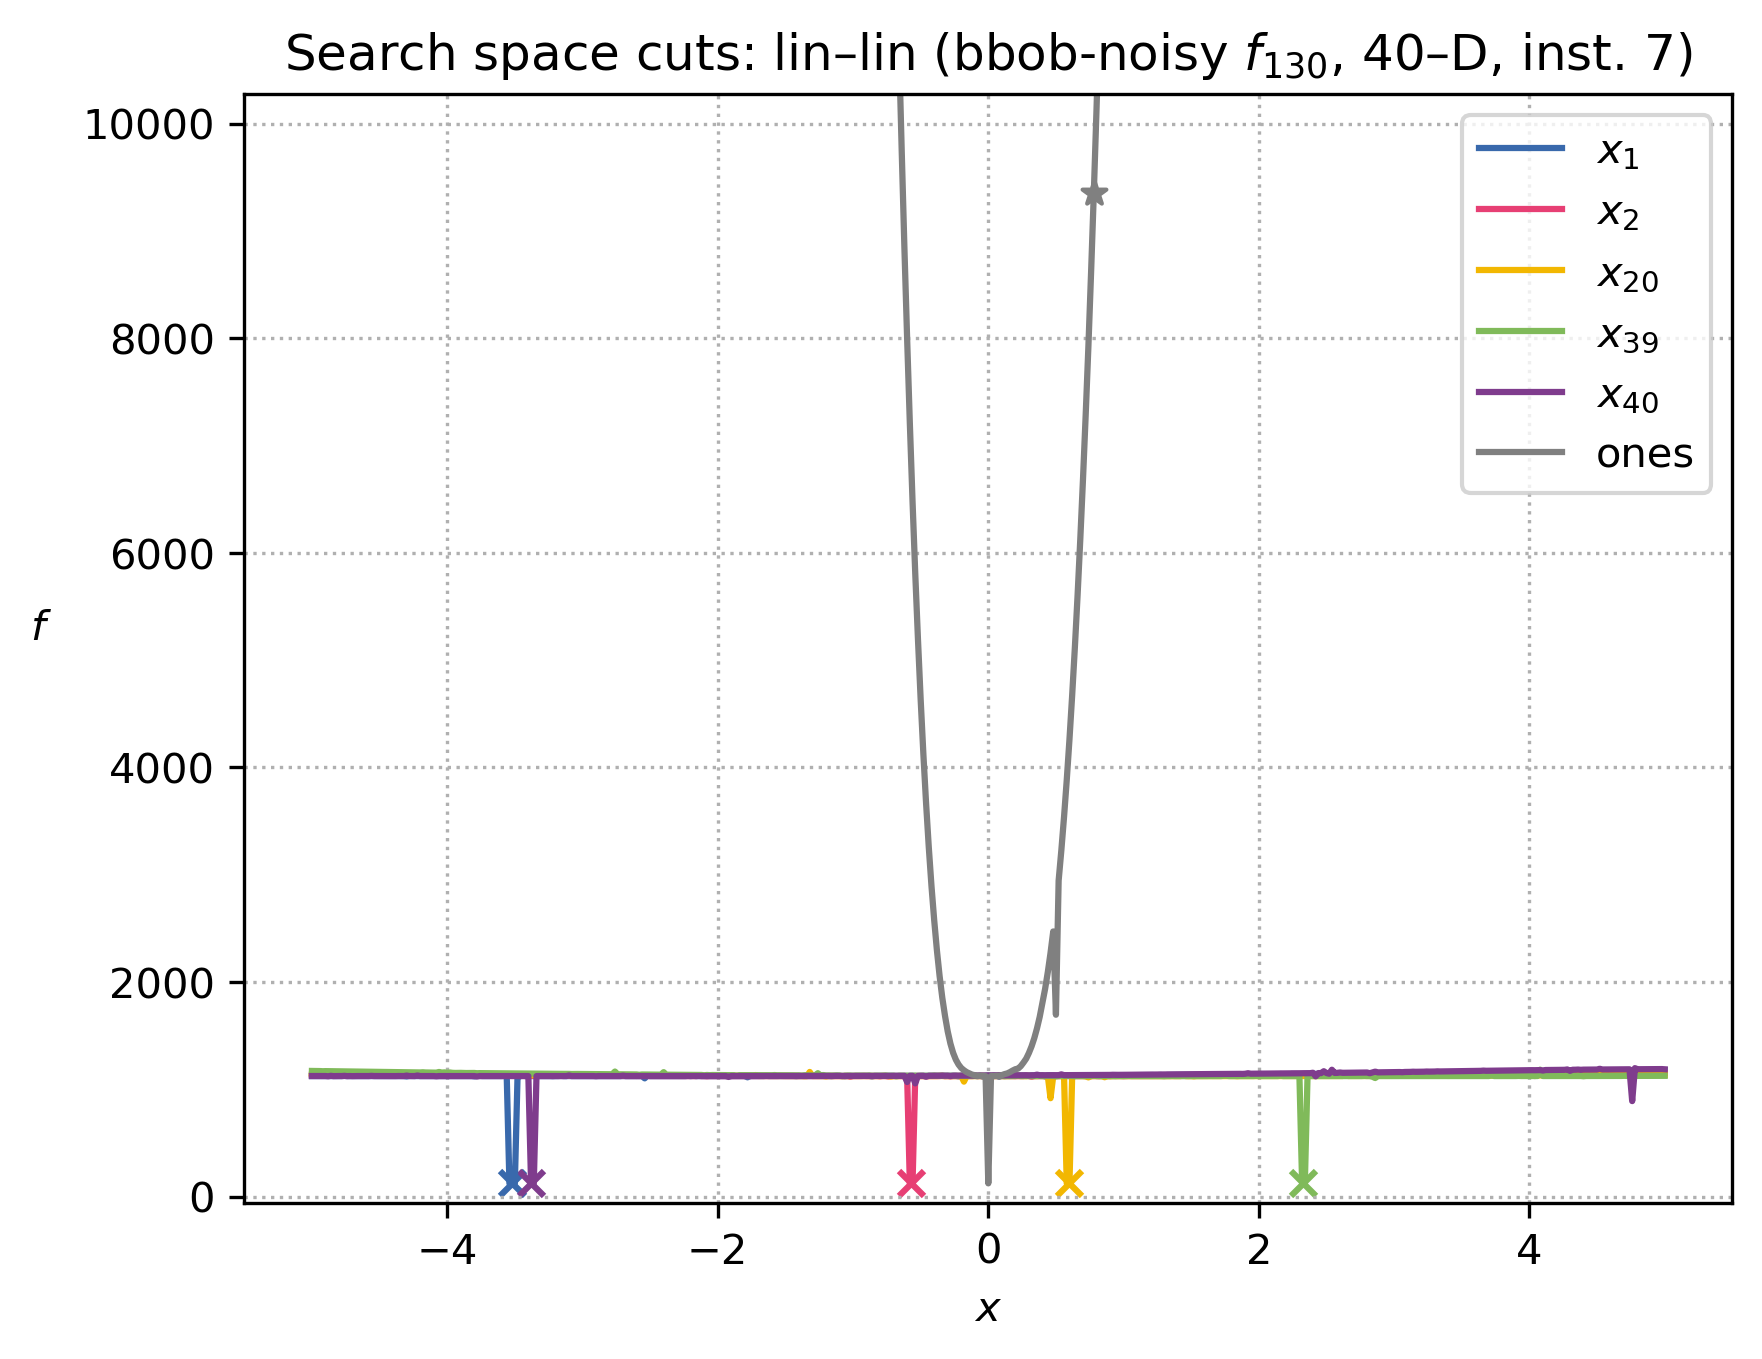 Search space cuts: lin–lin (bbob-noisy f130, 40–D, inst. 7)
10000
8000
6000
4000
2000
0
f
−4
−2
0
2
4
x
x1
x2
x20
x39
x40
ones